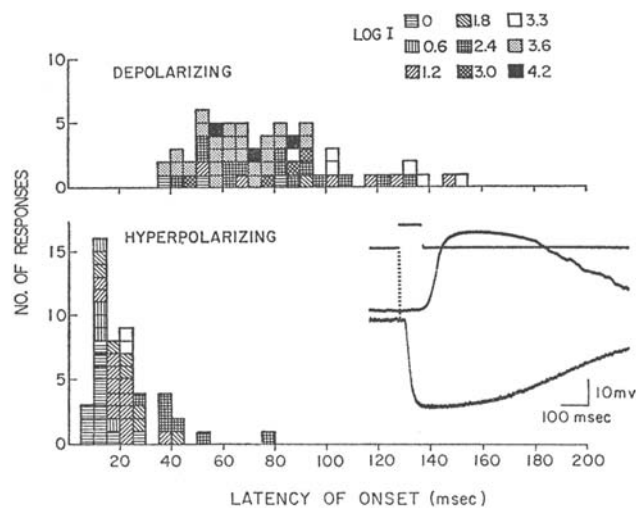 LOG I
0 1.8 3.3
0.6 2.4 3.6
1.2 3.0 4.2
10
DEPOLARIZING
5
0
NO. OF RESPONSES
15
HYPERPOLARIZING
10
5
0
10 mv
100 msec
20 40 60 80 100 120 140 160 180 200
LATENCY OF ONSET (msec)